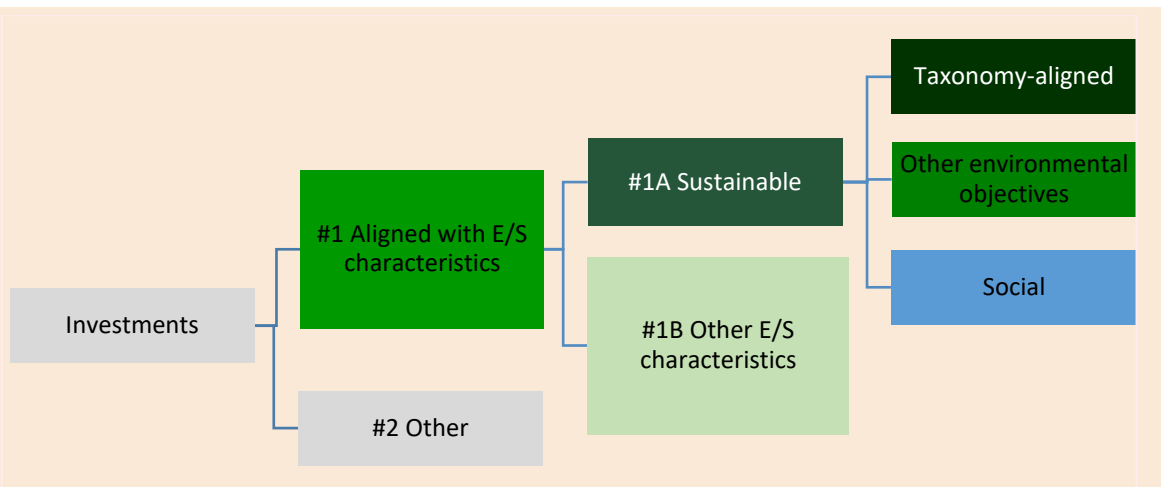 Taxonomy-aligned
Other environmental
objectives
#1A Sustainable
#1 Aligned with E/S
characteristics
Social
Investments
#1B Other E/S
characteristics
#2 Other